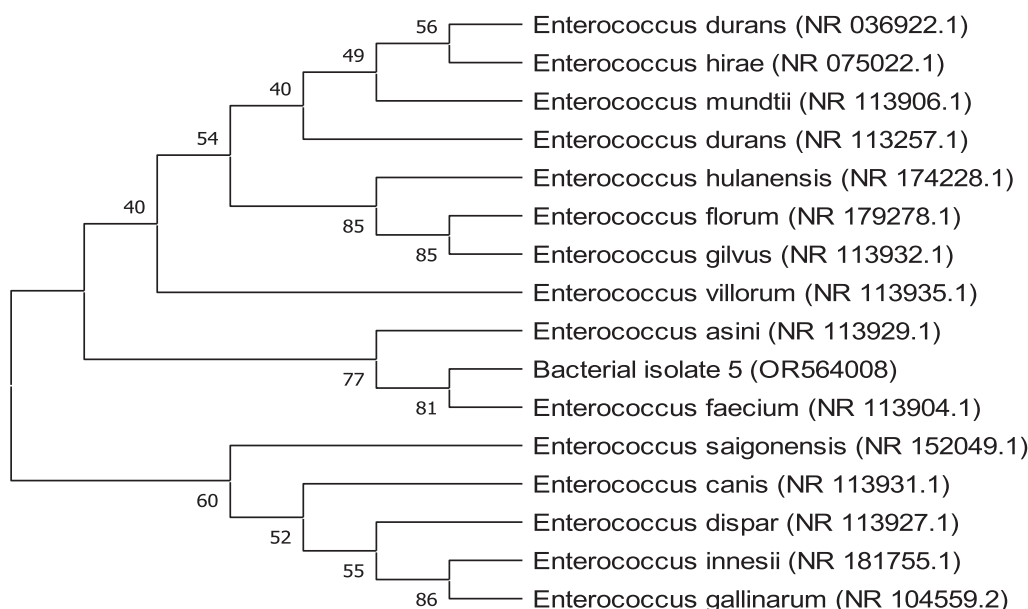 56
Enterococcus durans (NR 036922.1)
49
Enterococcus hirae (NR 075022.1)
40
Enterococcus mundtii (NR 113906.1)
54
Enterococcus durans (NR 113257.1)
Enterococcus hulanensis (NR 174228.1)
40
85
Enterococcus florum (NR 179278.1)
85
Enterococcus gilvus (NR 113932.1)
Enterococcus villorum (NR 113935.1)
Enterococcus asini (NR 113929.1)
77
Bacterial isolate 5 (OR564008)
81
Enterococcus faecium (NR 113904.1)
Enterococcus saigonensis (NR 152049.1)
60
Enterococcus canis (NR 113931.1)
52
Enterococcus dispar (NR 113927.1)
55
Enterococcus innesii (NR 181755.1)
86
Enterococcus gallinarum (NR 104559.2)